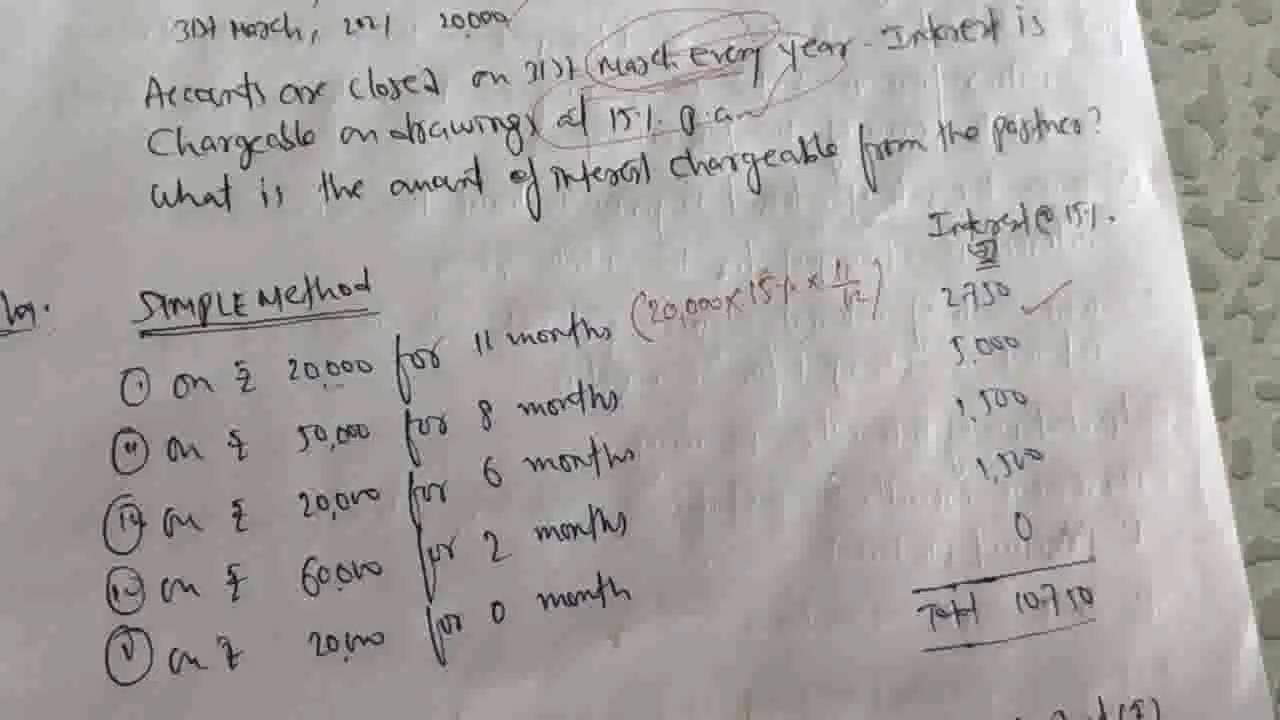 31st March, 2021 20,000
Accounts are closed on 31st March every year. Interest is
Chargeable on drawings at 15% p.a
What is the amant of interest chargeable from the partner?
Interest @ 15%.
₹
SIMPLE Method
(i) on ₹ 20,000 for 11 months (20,000 x 15% x 11/12) 2750
(ii) on ₹ 50,000 for 8 months 5,000
(iii) on ₹ 20,000 for 6 months 1,500
(iv) on ₹ 60,000 for 2 months 1,500
(v) on ₹ 20,000 for 0 month 0
Total 10,750